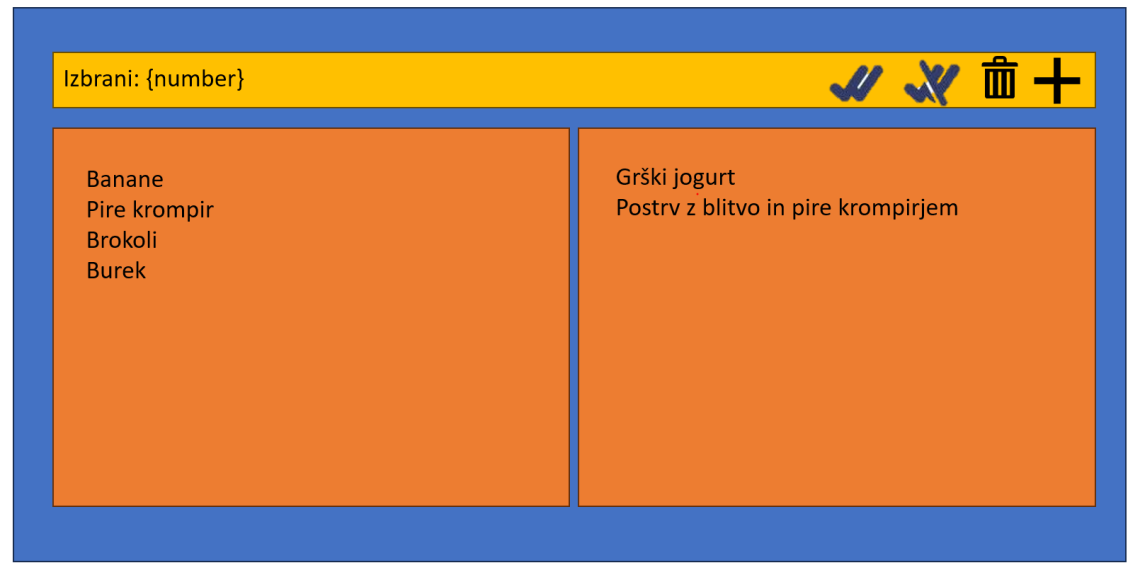 Izbrani: {number}
Banane
Pire krompir
Brokoli
Burek
Grški jogurt
Postrv z blitvo in pire krompirjem